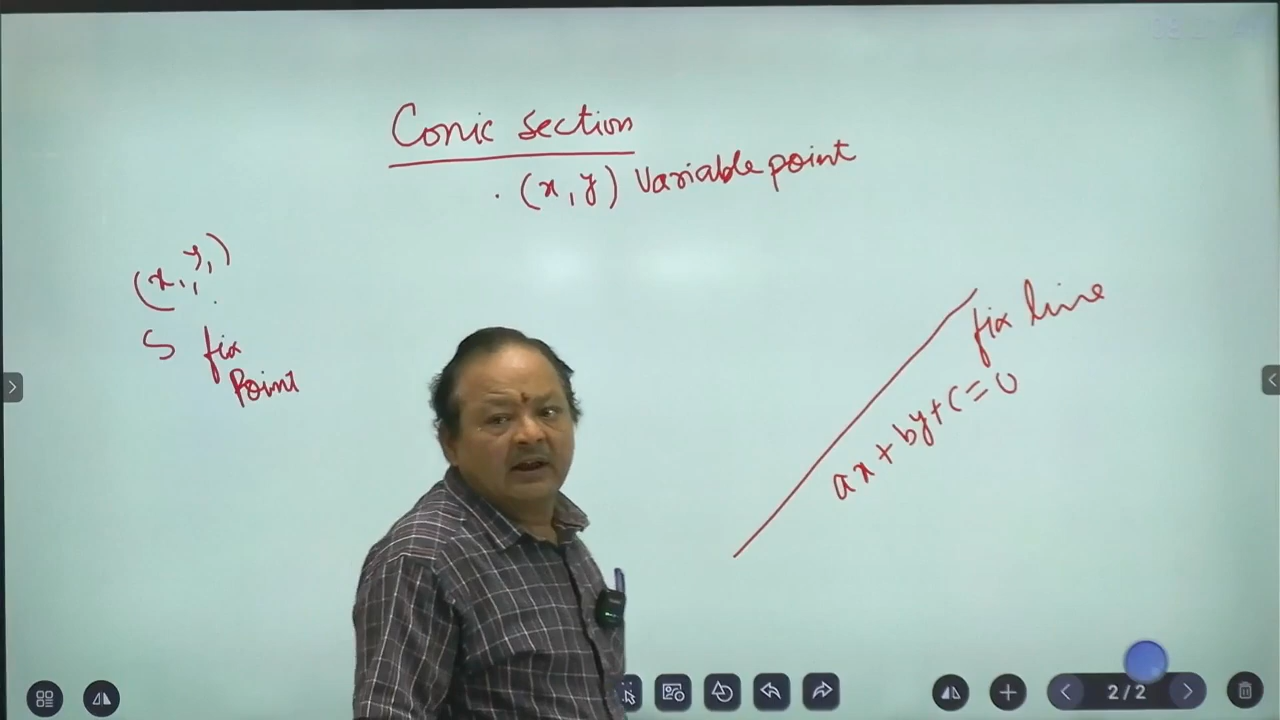 Conic Section
. (x, y) Variable point
(x₁, y₁)
S fix
Point
fix line
ax + by + c = 0
2 / 2